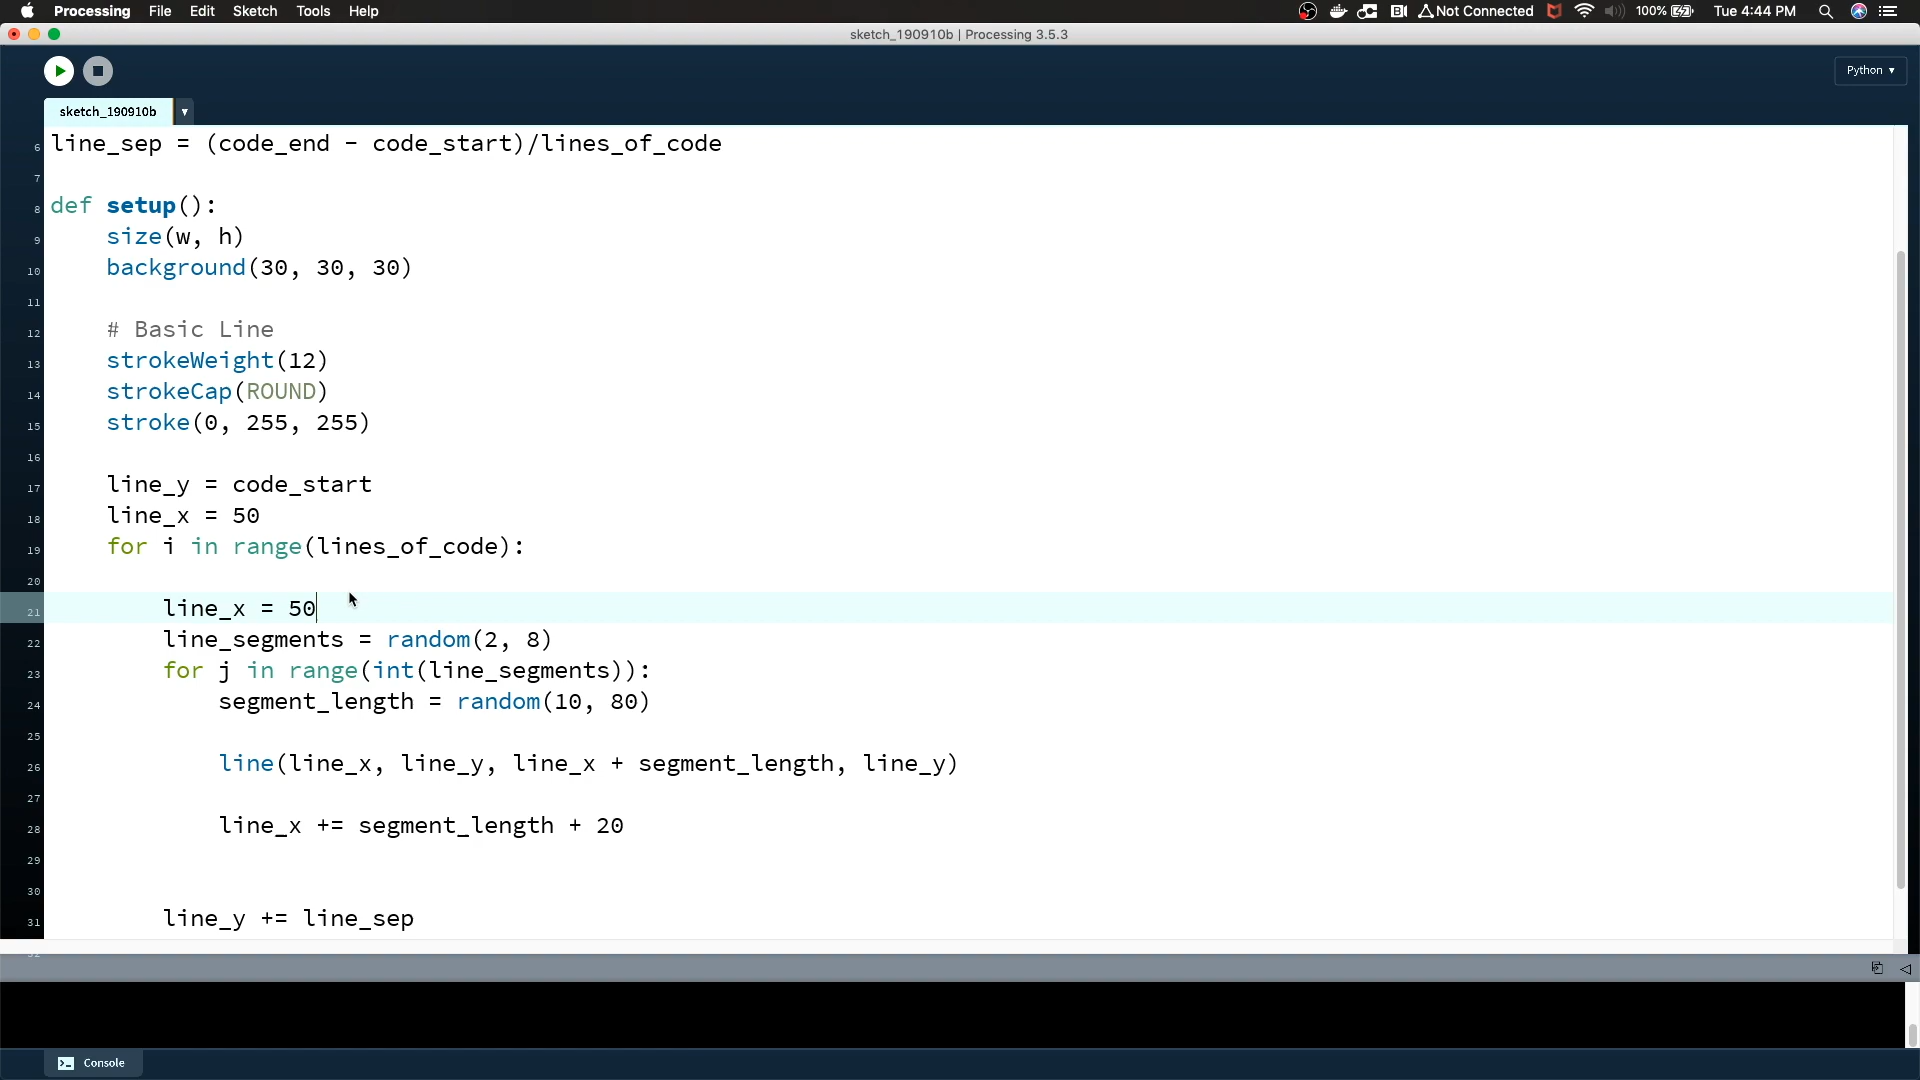 Processing File Edit Sketch Tools Help Not Connected 100% Tue 4:44 PM
sketch_190910b | Processing 3.5.3
Python ▾
sketch_190910b ▾
6 line_sep = (code_end - code_start)/lines_of_code
7
8 def setup():
9 size(w, h)
10 background(30, 30, 30)
11
12 # Basic Line
13 strokeWeight(12)
14 strokeCap(ROUND)
15 stroke(0, 255, 255)
16
17 line_y = code_start
18 line_x = 50
19 for i in range(lines_of_code):
20
21 line_x = 50
22 line_segments = random(2, 8)
23 for j in range(int(line_segments)):
24 segment_length = random(10, 80)
25
26 line(line_x, line_y, line_x + segment_length, line_y)
27
28 line_x += segment_length + 20
29
30
31 line_y += line_sep
Console